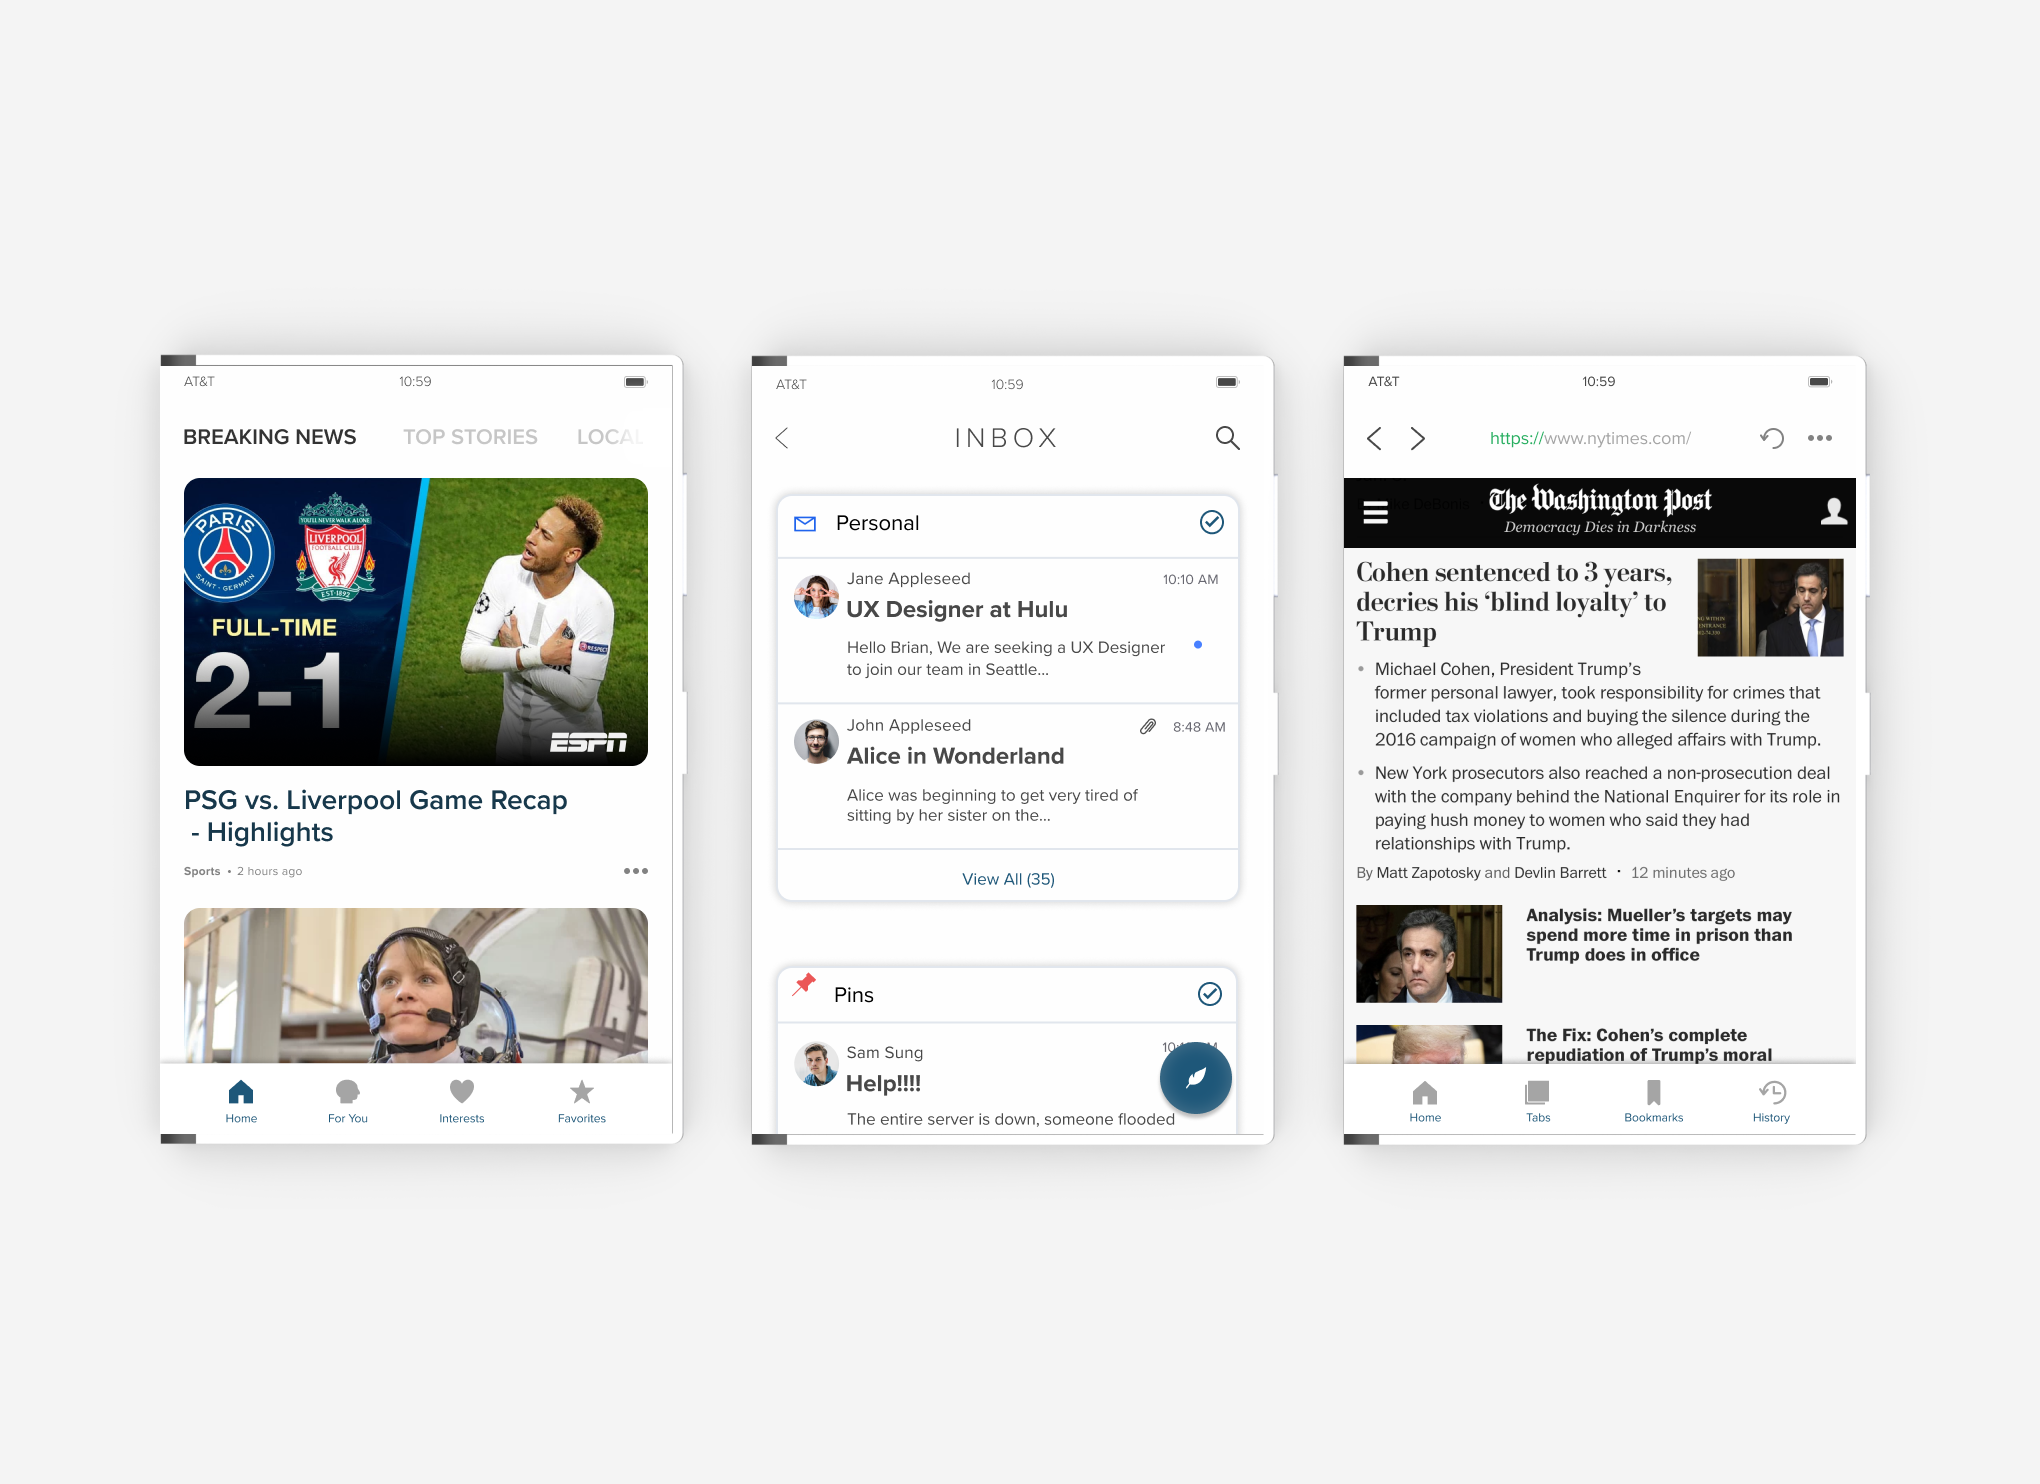 AT&T 10:59
BREAKING NEWS TOP STORIES LOCAL
PARIS
SAINT-GERMAIN
YOU'LL NEVER WALK ALONE
LIVERPOOL
FOOTBALL CLUB
EST·1892
FULL-TIME
2-1
RESPECT
ESPN
PSG vs. Liverpool Game Recap
- Highlights
Sports • 2 hours ago
Home For You Interests Favorites
AT&T 10:59
INBOX
Personal
Jane Appleseed 10:10 AM
UX Designer at Hulu
Hello Brian, We are seeking a UX Designer
to join our team in Seattle...
John Appleseed 8:48 AM
Alice in Wonderland
Alice was beginning to get very tired of
sitting by her sister on the...
View All (35)
Pins
Sam Sung
Help!!!!
The entire server is down, someone flooded
AT&T 10:59
https://www.nytimes.com/
The Washington Post
Democracy Dies in Darkness
Cohen sentenced to 3 years,
decries his ‘blind loyalty’ to
Trump
• Michael Cohen, President Trump’s
former personal lawyer, took responsibility for crimes that
included tax violations and buying the silence during the
2016 campaign of women who alleged affairs with Trump.
• New York prosecutors also reached a non-prosecution deal
with the company behind the National Enquirer for its role in
paying hush money to women who said they had
relationships with Trump.
By Matt Zapotosky and Devlin Barrett • 12 minutes ago
Analysis: Mueller’s targets may
spend more time in prison than
Trump does in office
The Fix: Cohen’s complete
repudiation of Trump’s moral
Home Tabs Bookmarks History